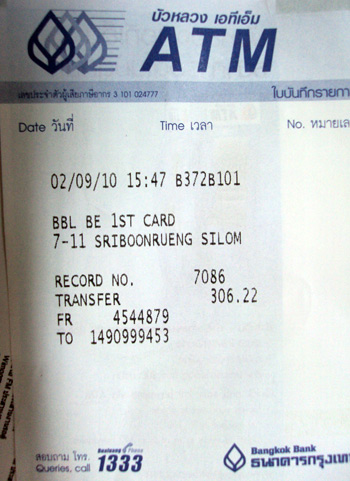 บัวหลวง เอทีเอ็ม
ATM
เลขประจำตัวผู้เสียภาษีอากร 3 101 024777
ใบบันทึกรายกา
Date วันที่ Time เวลา No. หมายเล
02/09/10 15:47 B372B101
BBL BE 1ST CARD
7-11 SRIBOONRUENG SILOM
RECORD NO. 7086
TRANSFER 306.22
FR 4544879
TO 1490999453
สอบถาม โทร.
Queries, call
Bualuang Phone
1333
Bangkok Bank
ธนาคารกรุงเท